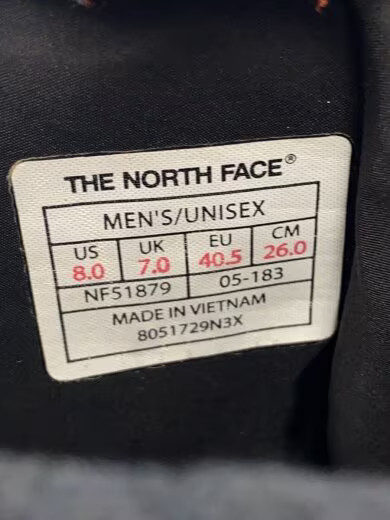 THE NORTH FACE®
MEN'S/UNISEX
US UK EU CM
8.0 7.0 40.5 26.0
NF51879 05-183
MADE IN VIETNAM
8051729N3X